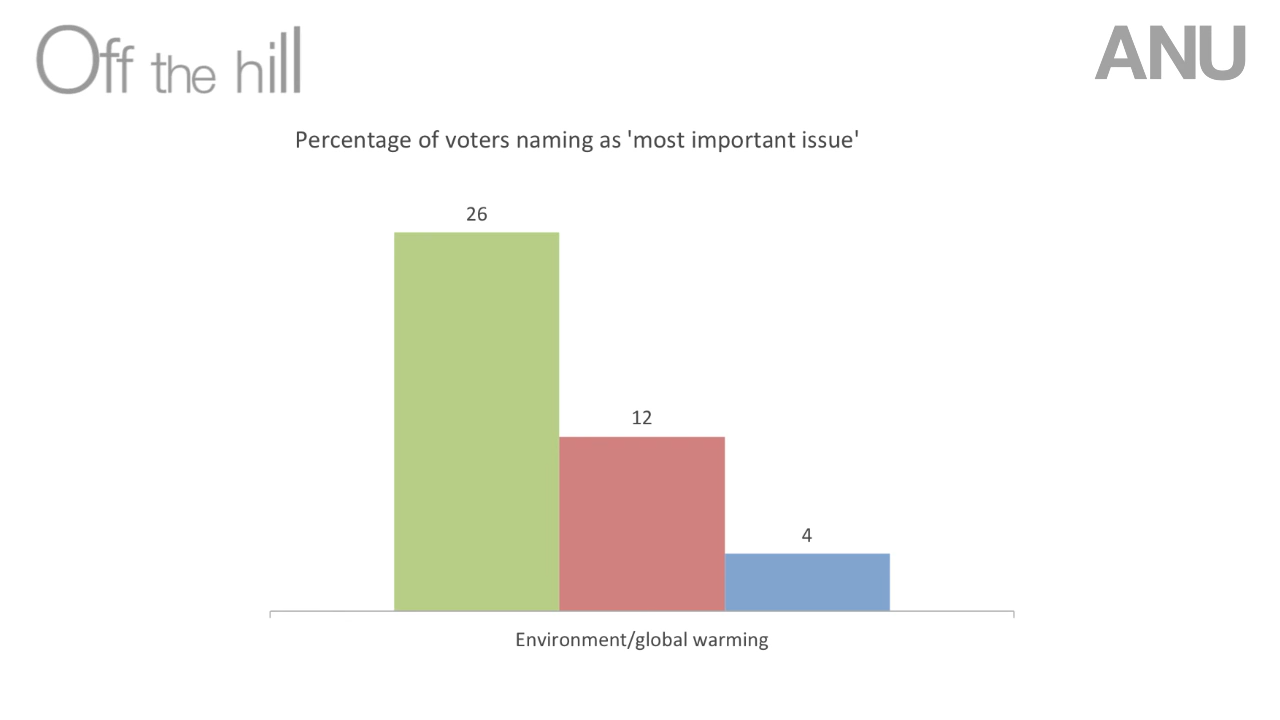 Off the hill
ANU
Percentage of voters naming as 'most important issue'
26
12
4
Environment/global warming